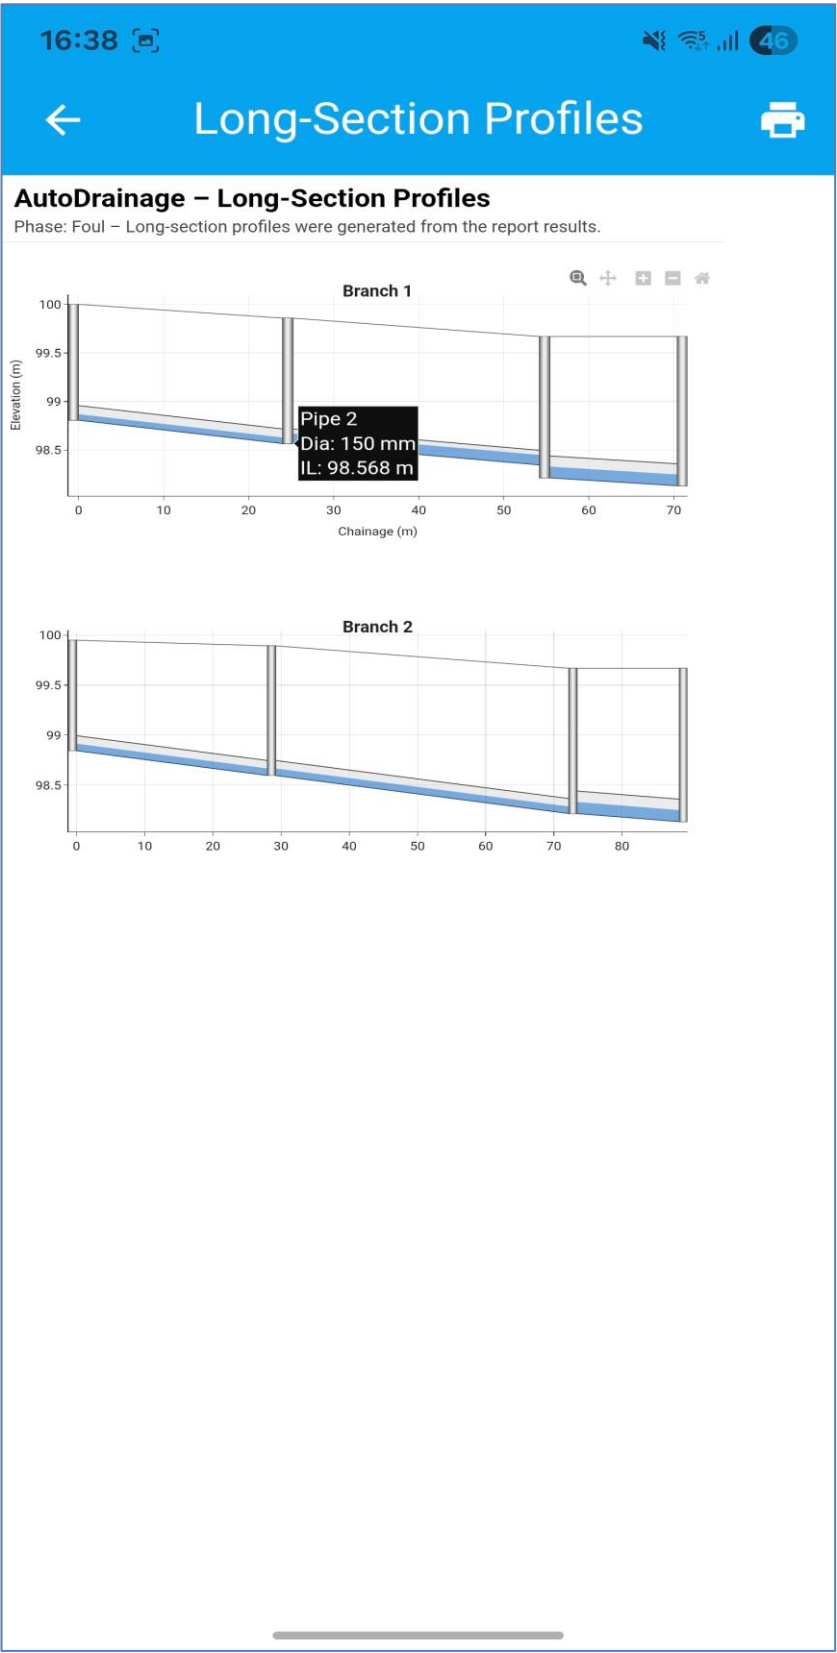 16:38
46
Long-Section Profiles
AutoDrainage – Long-Section Profiles
Phase: Foul – Long-section profiles were generated from the report results.
Branch 1
100
99.5
99
98.5
Elevation (m)
Pipe 2
Dia: 150 mm
IL: 98.568 m
0 10 20 30 40 50 60 70
Chainage (m)
Branch 2
100
99.5
99
98.5
0 10 20 30 40 50 60 70 80